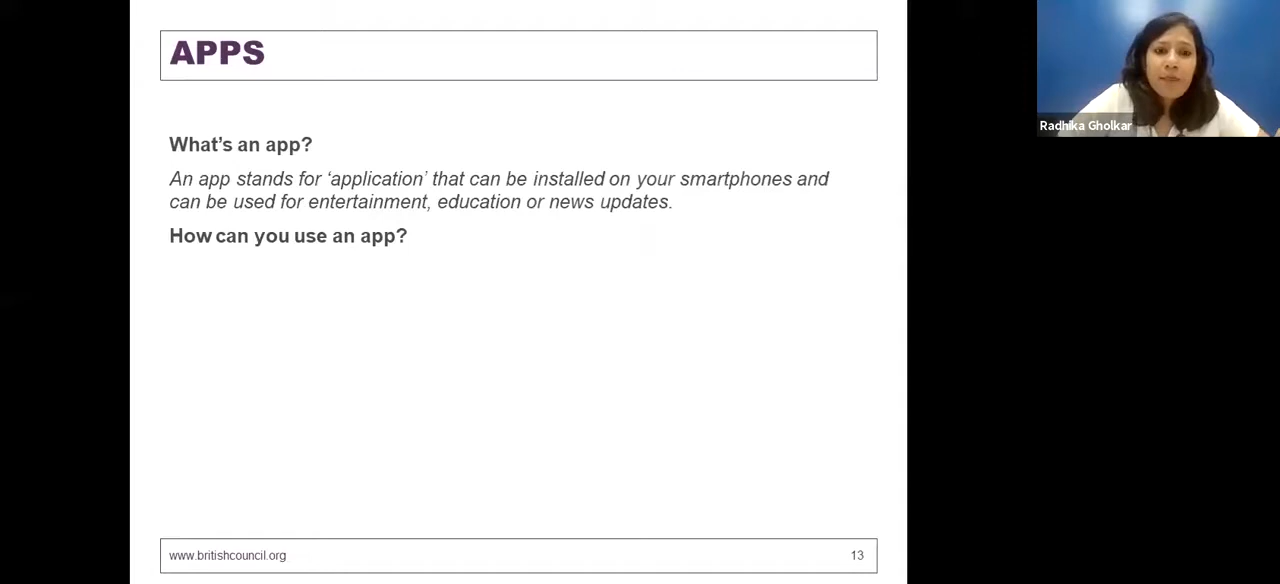 APPS
Radhika Gholkar
What’s an app?
An app stands for ‘application’ that can be installed on your smartphones and
can be used for entertainment, education or news updates.
How can you use an app?
www.britishcouncil.org
13